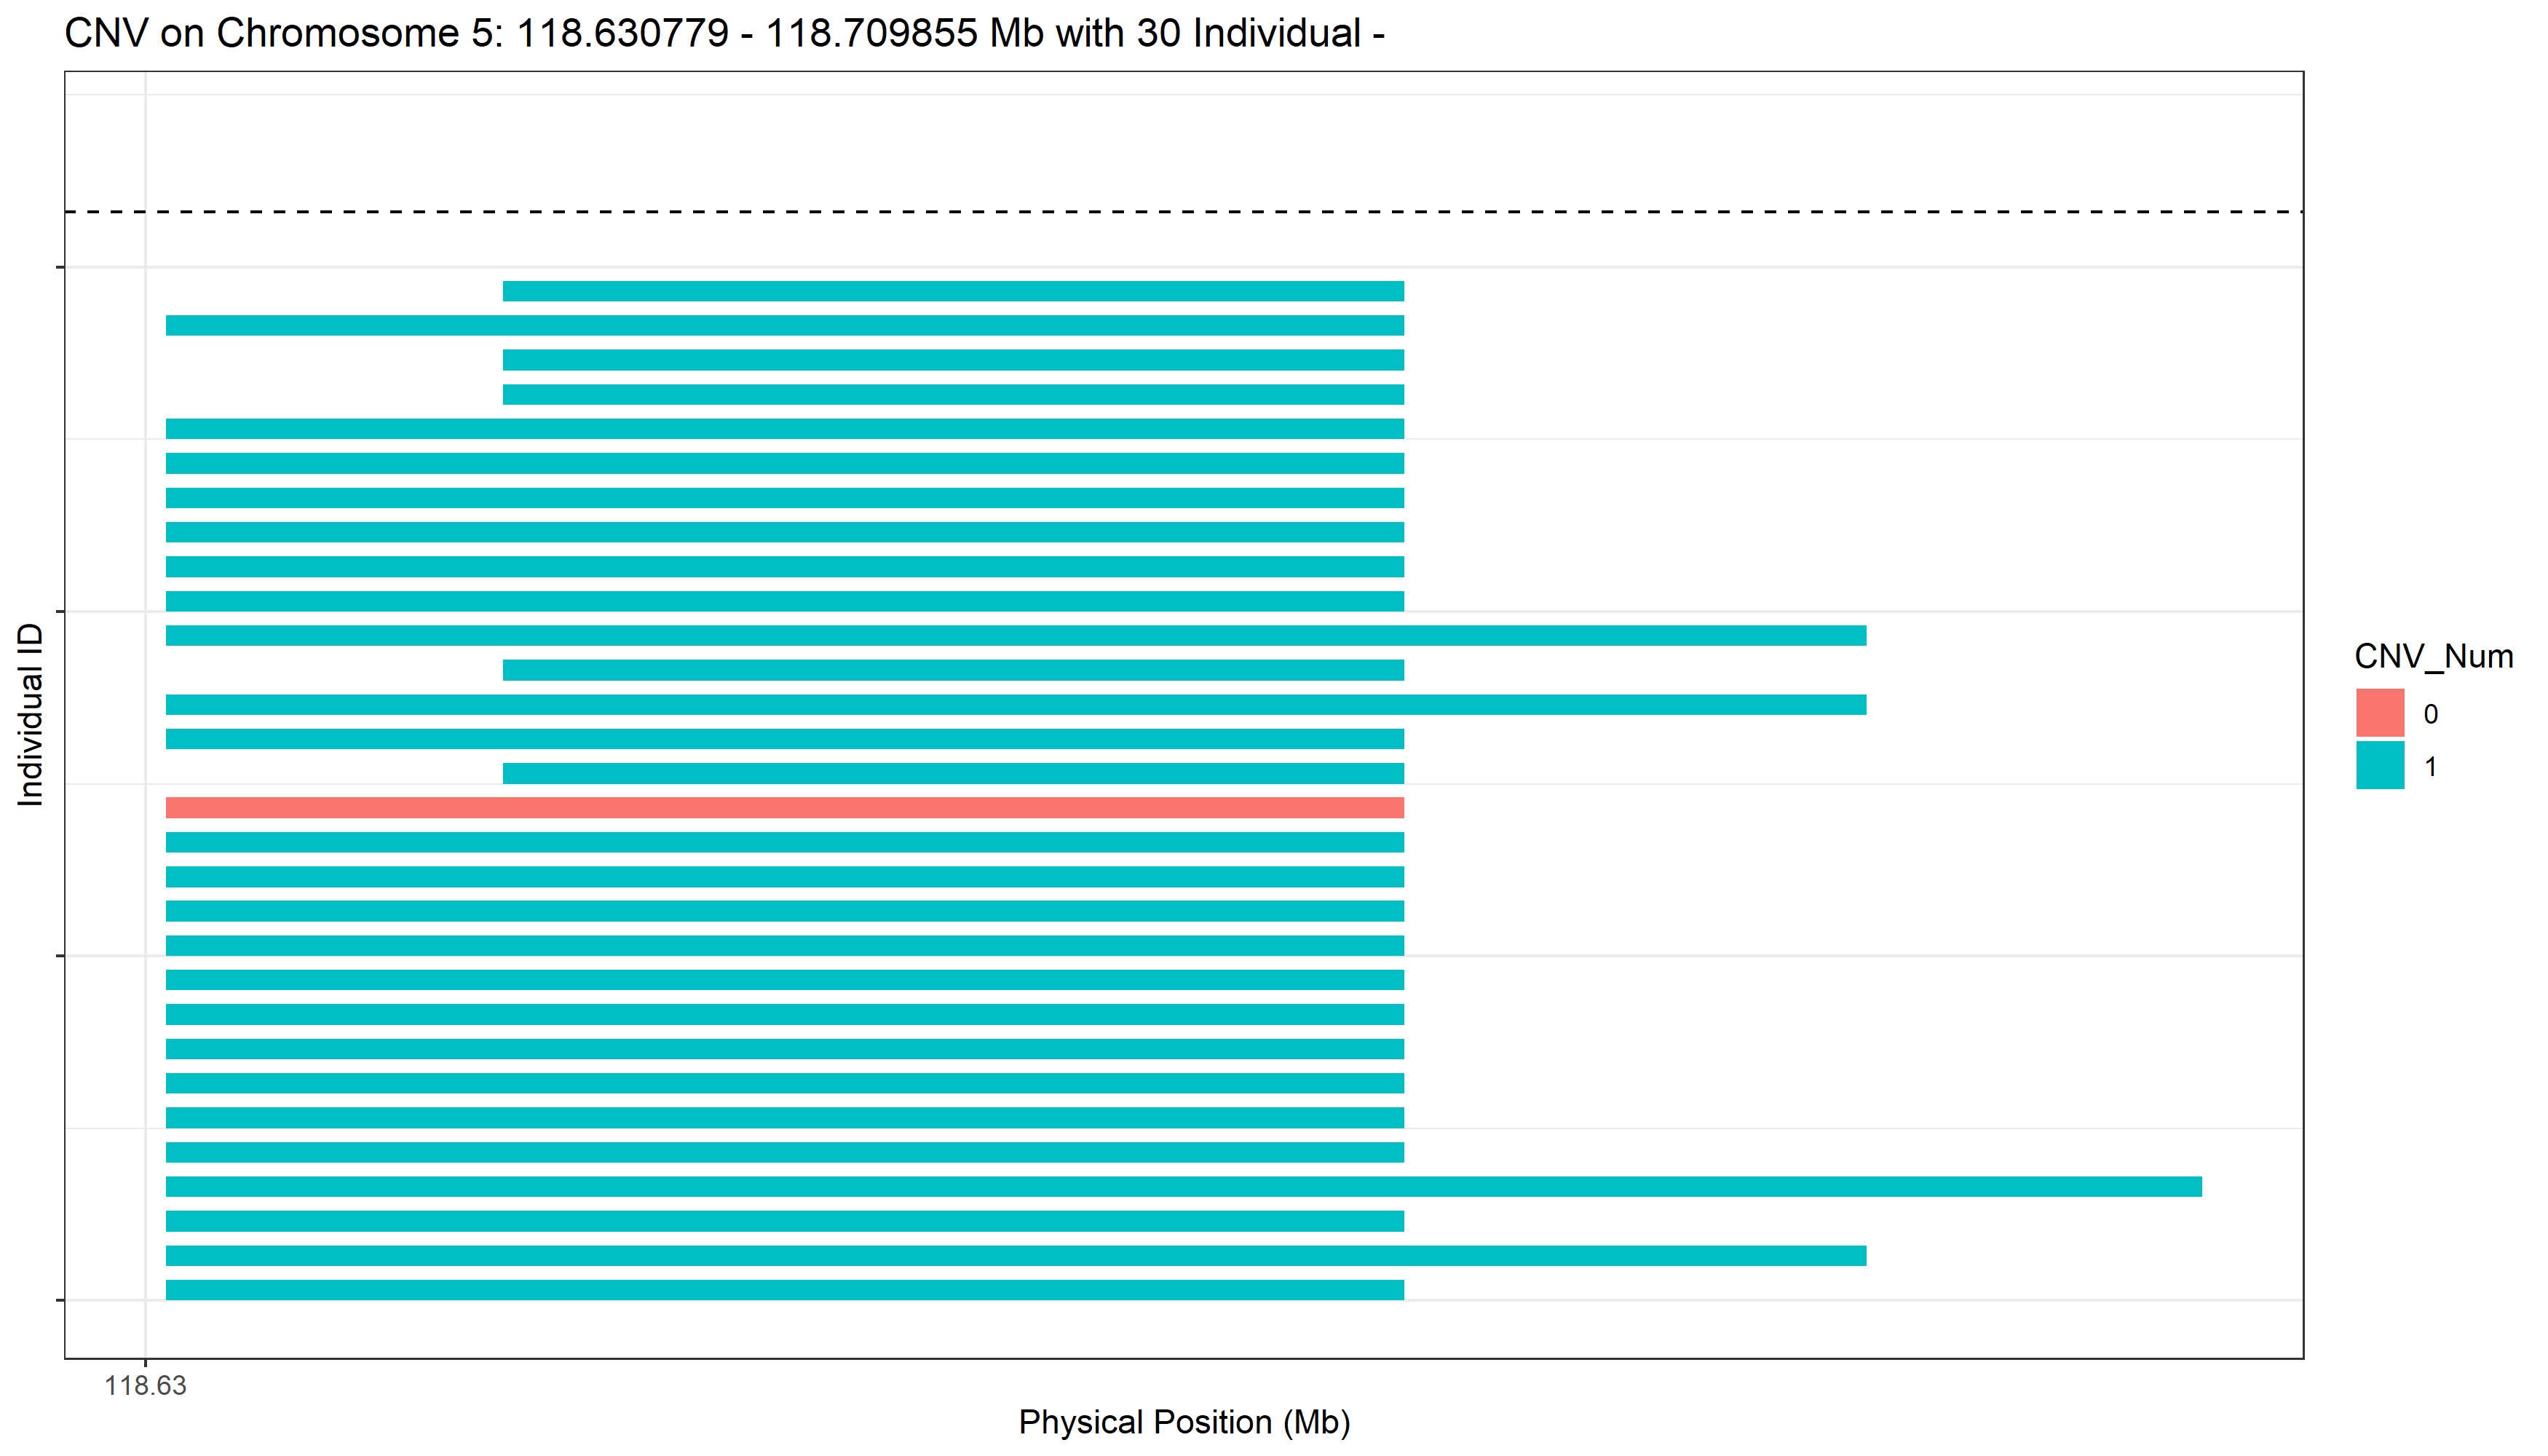 CNV on Chromosome 5: 118.630779 - 118.709855 Mb with 30 Individual -
Individual ID
CNV_Num
0
1
118.63
Physical Position (Mb)